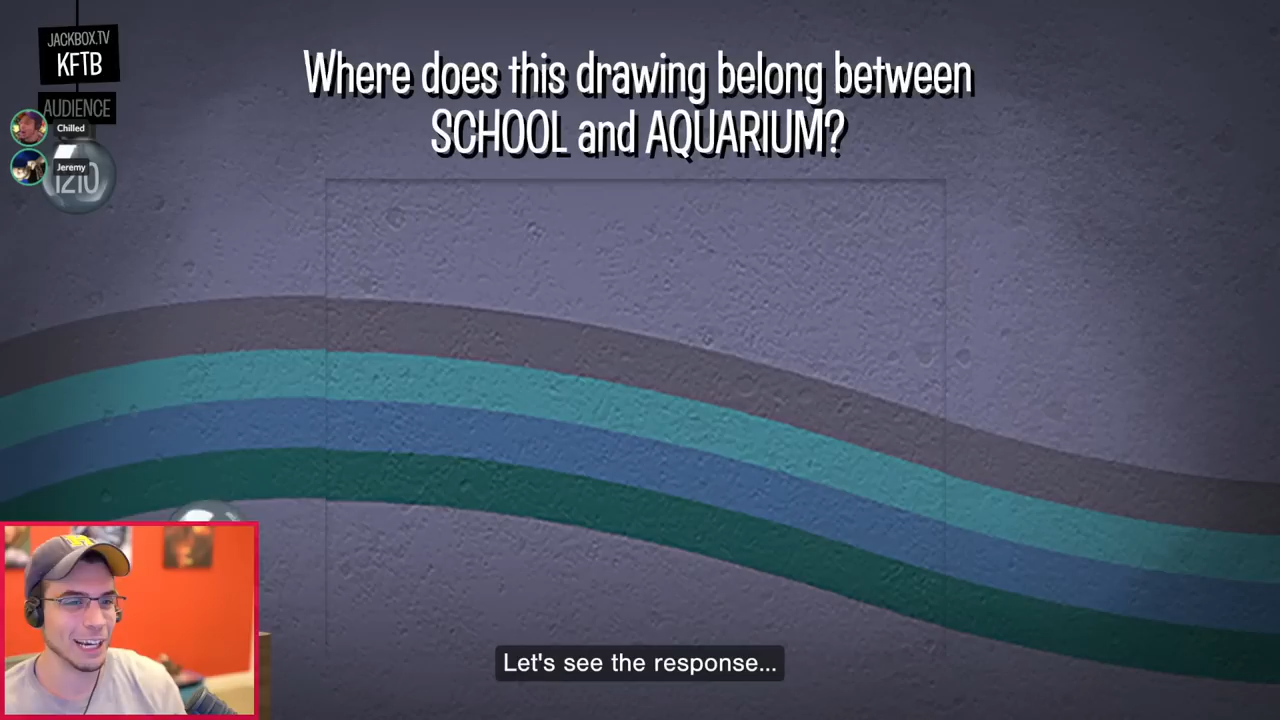 JACKBOX.TV
KFTB
AUDIENCE
Chilled
Jeremy
Where does this drawing belong between
SCHOOL and AQUARIUM?
Let's see the response...